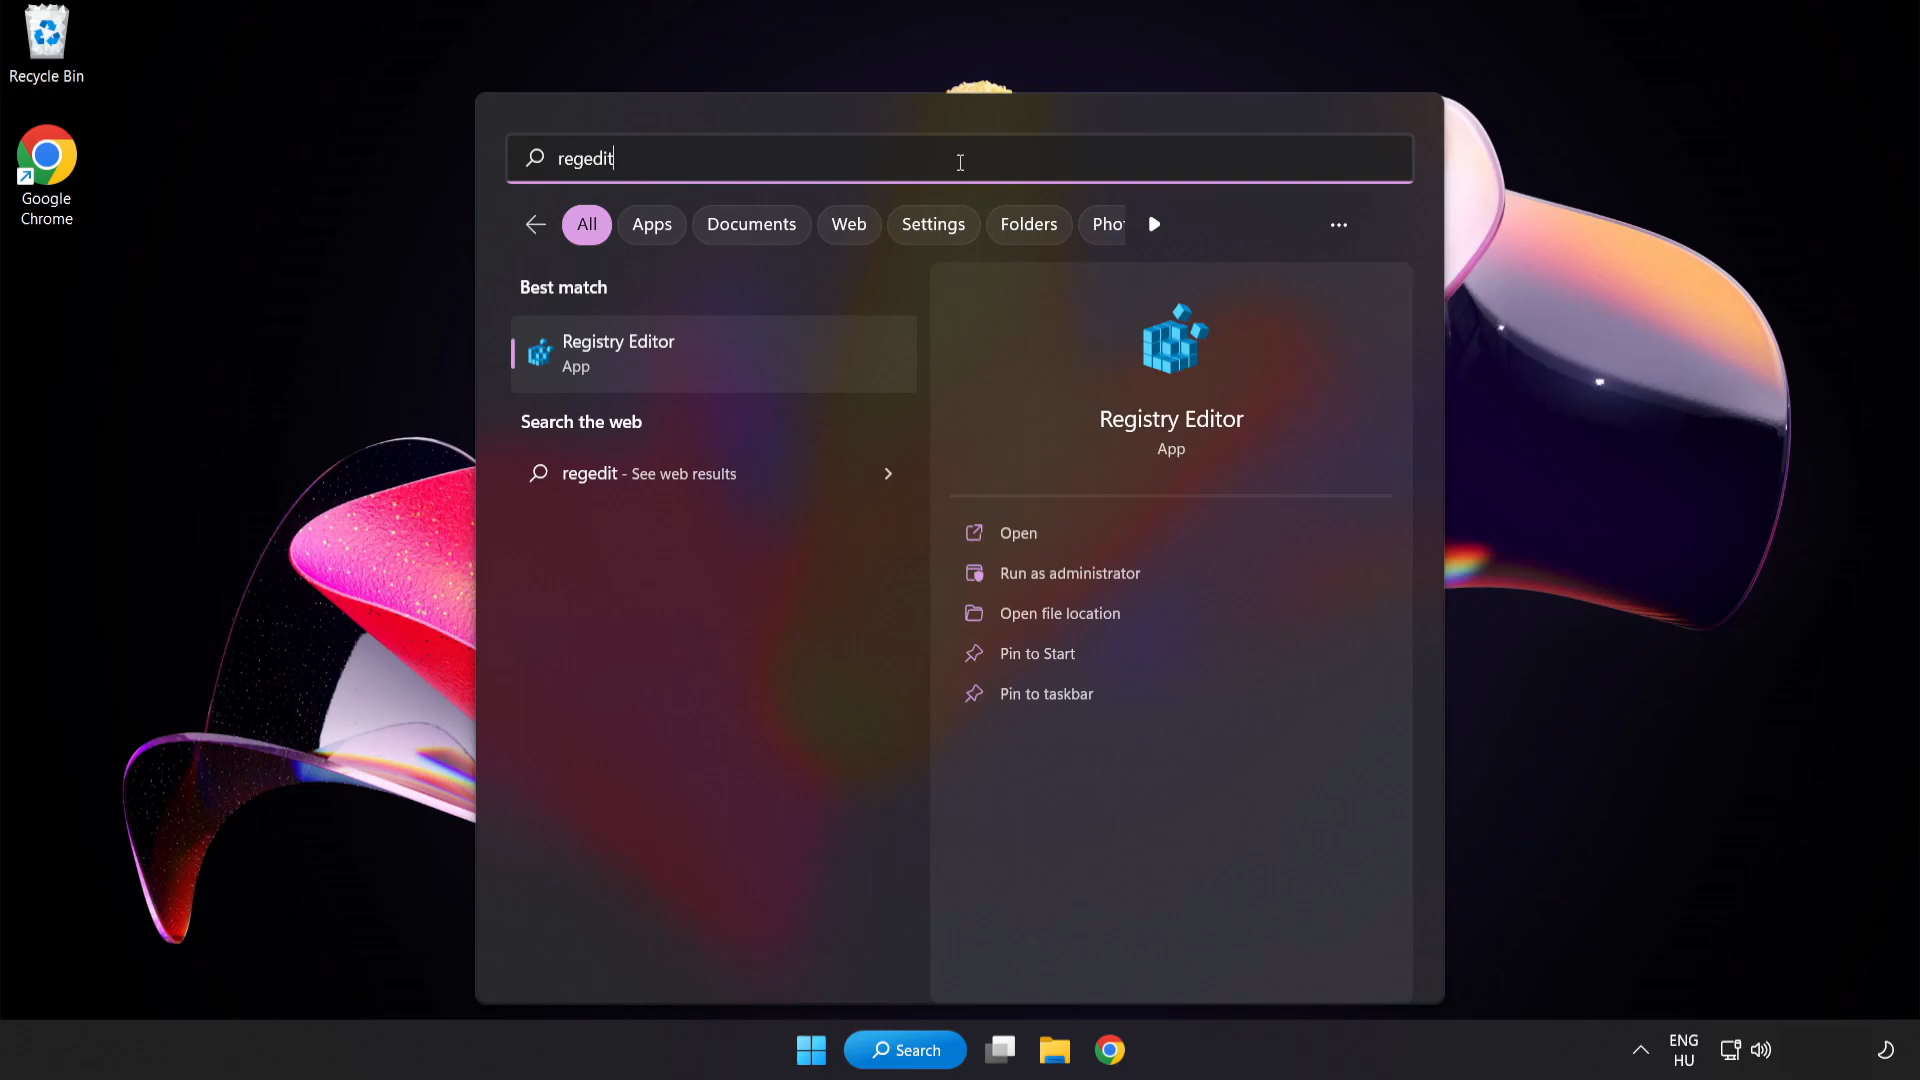 Recycle Bin
Google
Chrome
regedit
All
Apps
Documents
Web
Settings
Folders
Phot
Best match
Registry Editor
App
Search the web
regedit - See web results
Registry Editor
App
Open
Run as administrator
Open file location
Pin to Start
Pin to taskbar
Search
ENG
HU